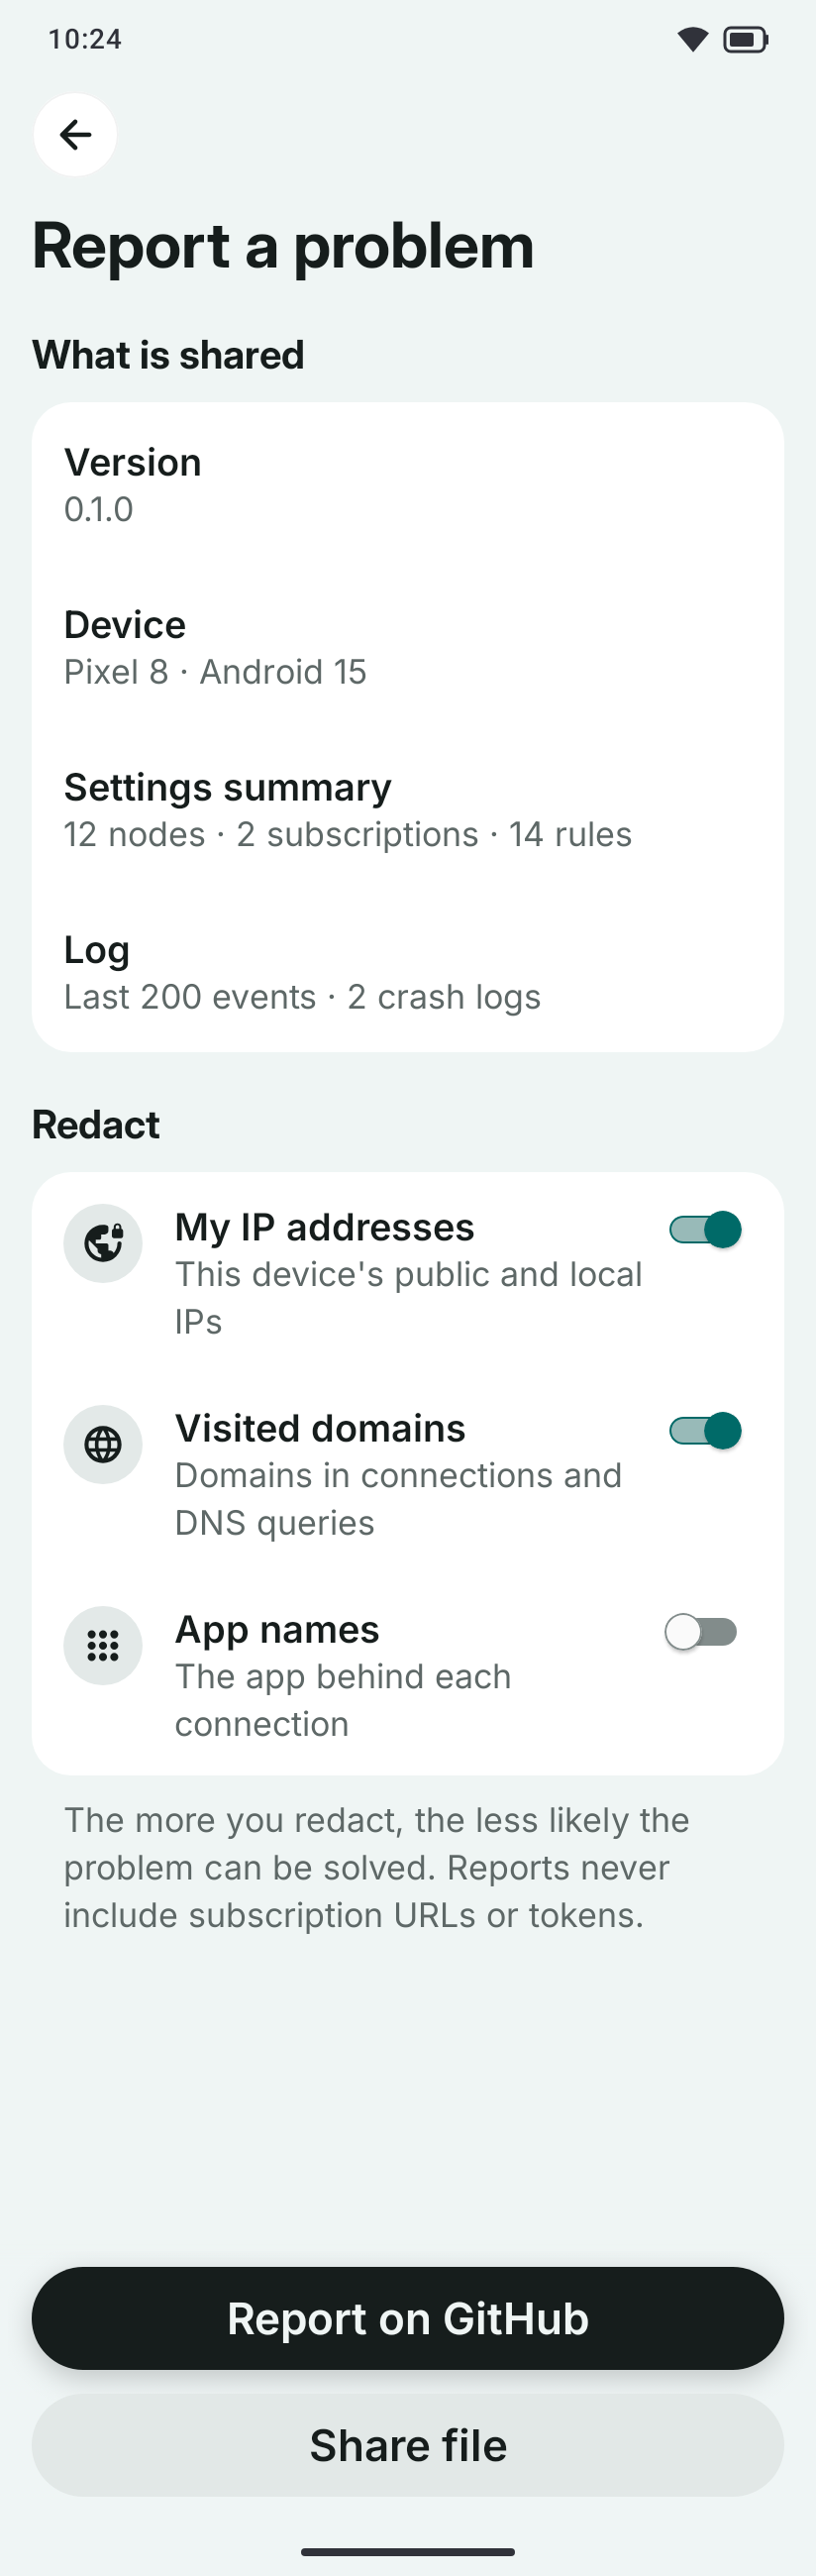 10:24
Report a problem
What is shared
Version
0.1.0
Device
Pixel 8 · Android 15
Settings summary
12 nodes · 2 subscriptions · 14 rules
Log
Last 200 events · 2 crash logs
Redact
My IP addresses
This device's public and local
IPs
Visited domains
Domains in connections and
DNS queries
App names
The app behind each
connection
The more you redact, the less likely the
problem can be solved. Reports never
include subscription URLs or tokens.
Report on GitHub
Share file